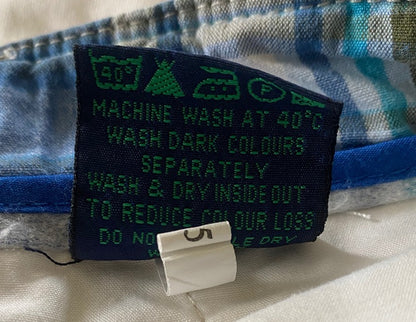 40°
P
MACHINE WASH AT 40°C
WASH DARK COLOURS
SEPARATELY
WASH & DRY INSIDE OUT
TO REDUCE COLOUR LOSS
DO DRY
5